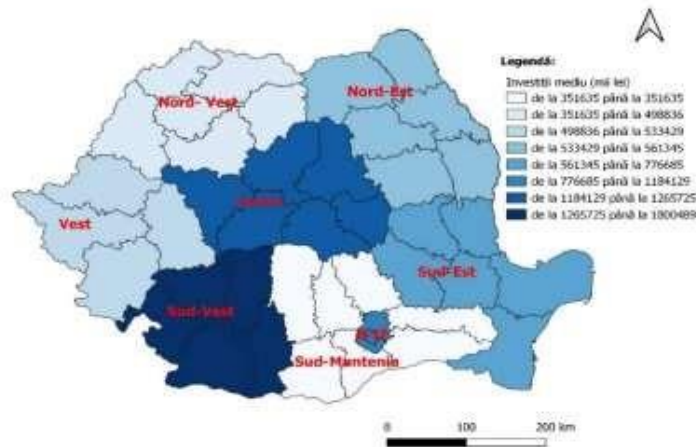 Legendă:
Investiții mediu (mii lei)
de la 351635 până la 351635
de la 351635 până la 498836
de la 498836 până la 533429
de la 533429 până la 561345
de la 561345 până la 776685
de la 776685 până la 1184129
de la 1184129 până la 1265725
de la 1265725 până la 1800489
Nord-Vest
Nord-Est
Vest
Sud-Est
Sud-Vest
Sud-Muntenia
0 100 200 km